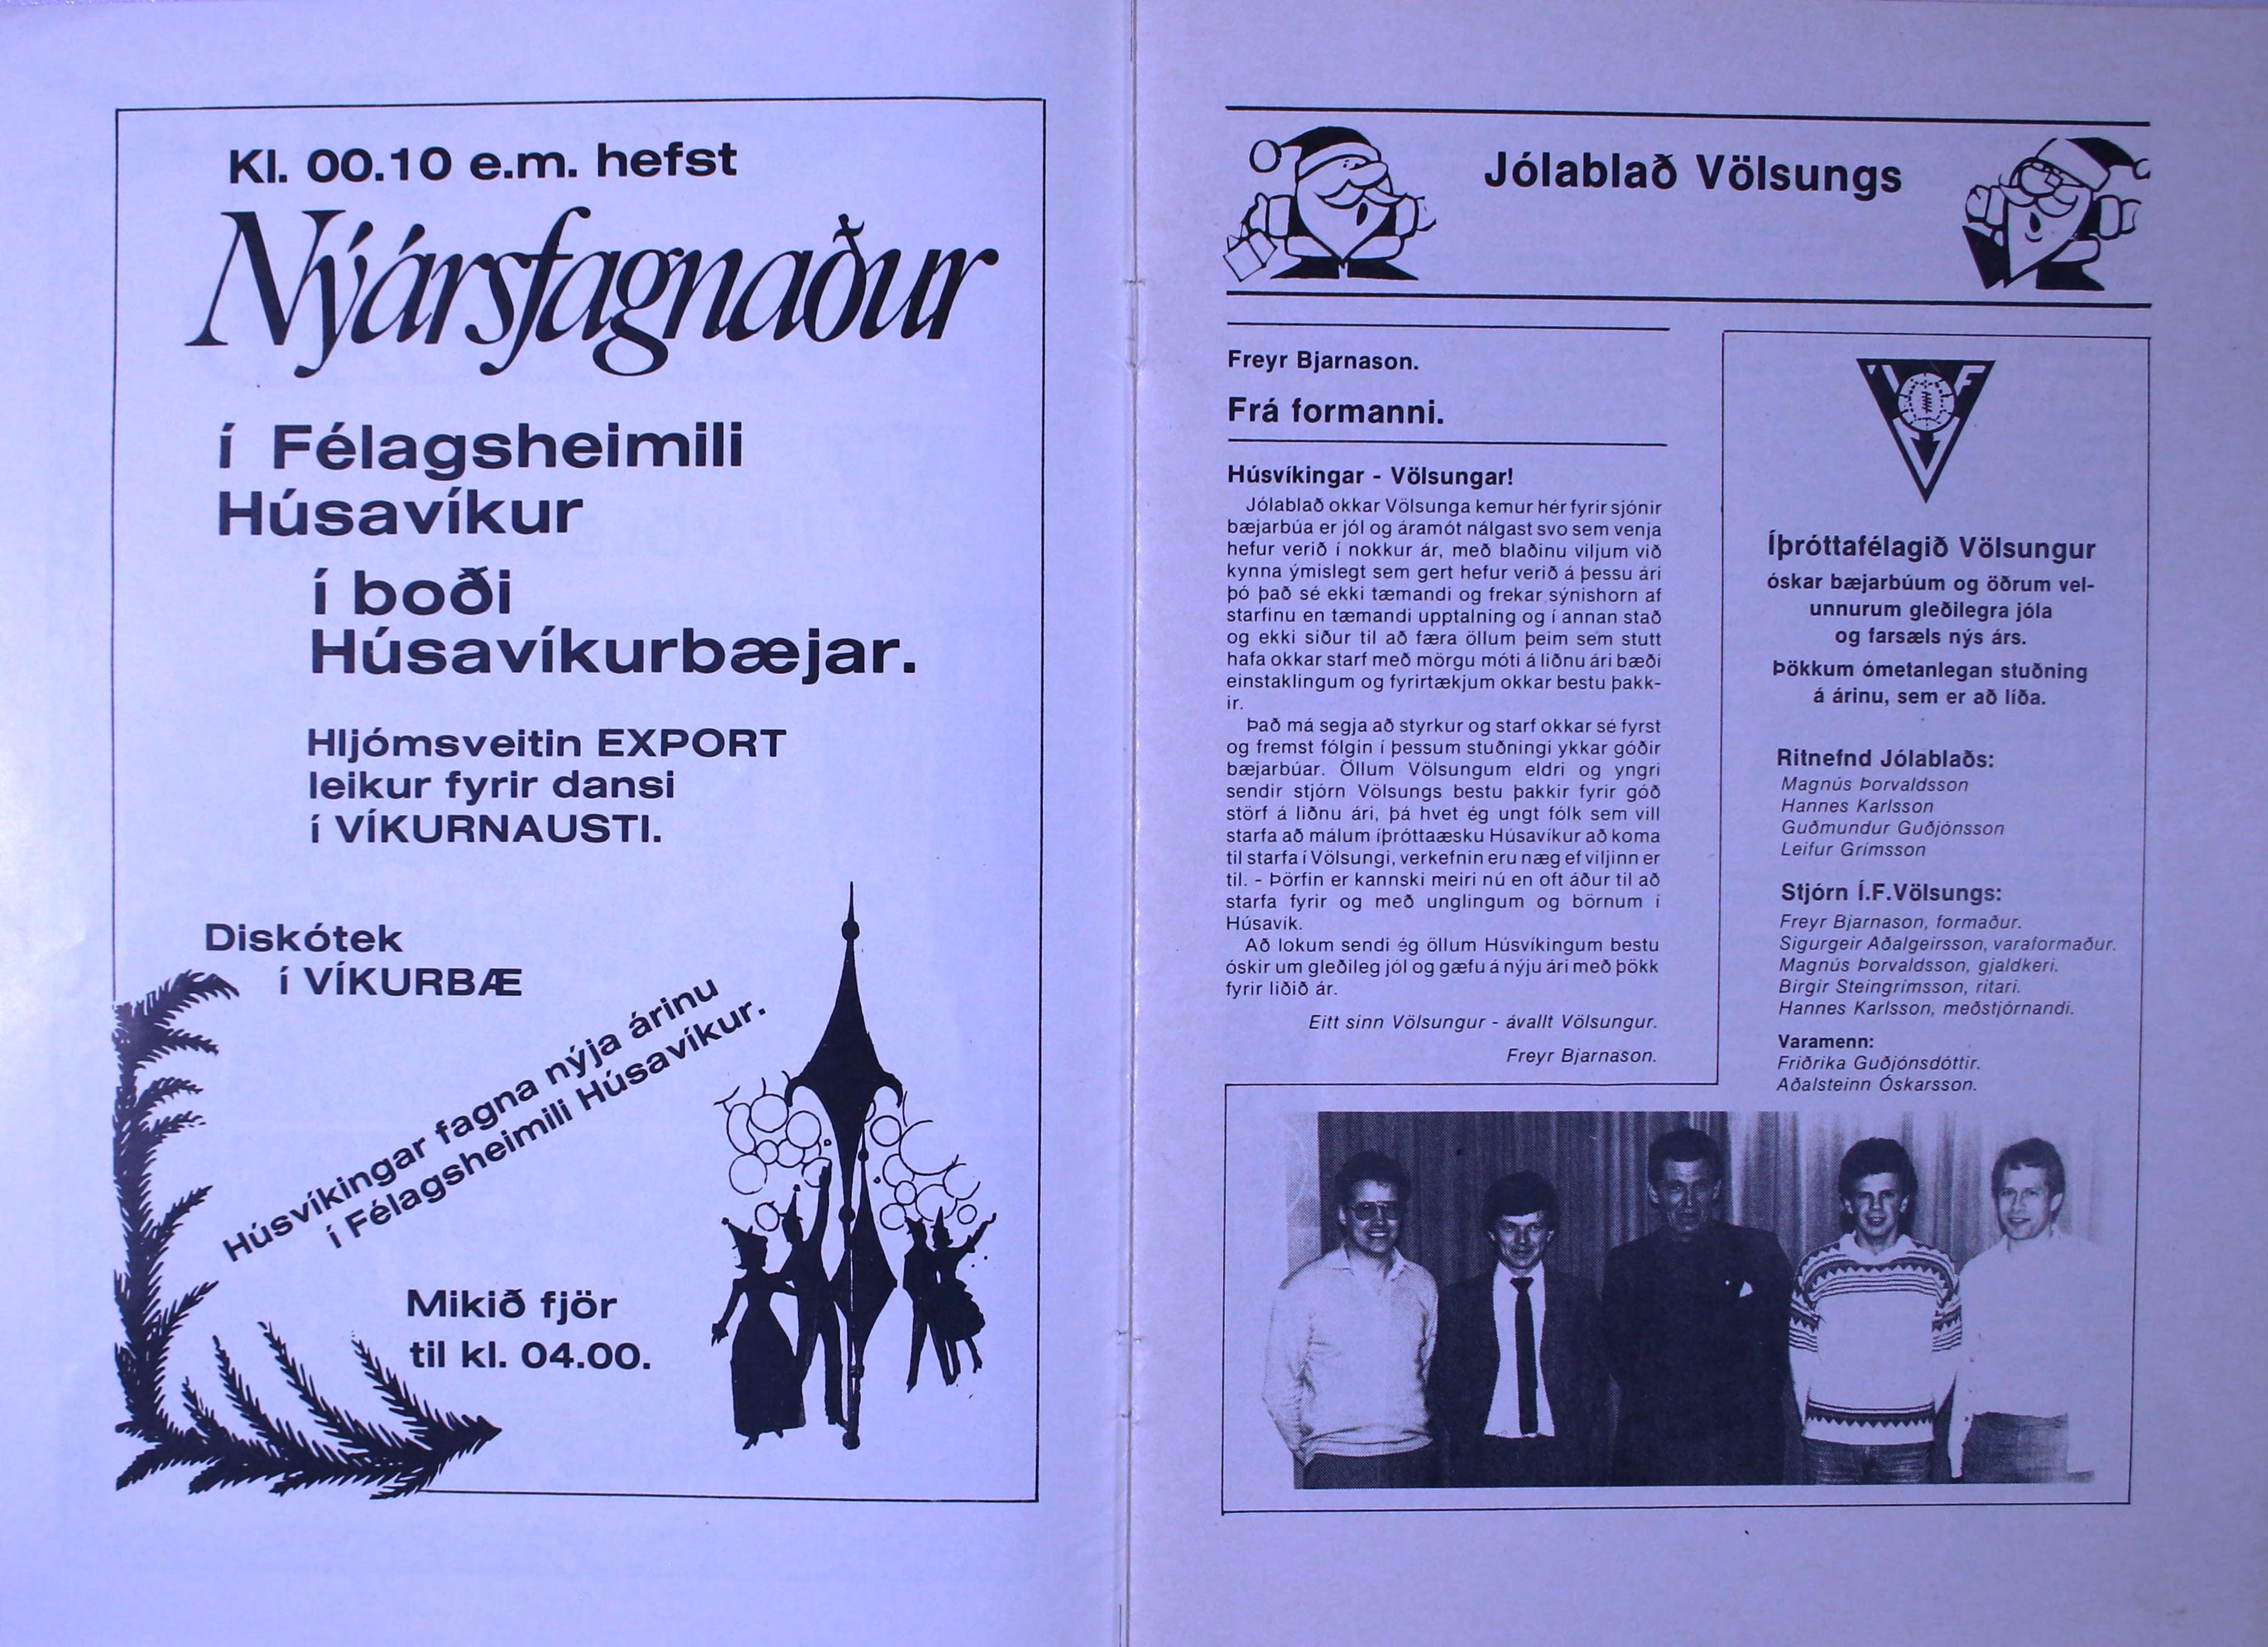 Kl. 00.10 e.m. hefst
Nýársfagnaður
í Félagsheimili
Húsavíkur
í boði
Húsavíkurbæjar.
Hljómsveitin EXPORT
leikur fyrir dansi
í VÍKURNAUSTI.
Diskótek
í VÍKURBÆ
Húsvíkingar fagna nýja árinu
í Félagsheimili Húsavíkur.
Mikið fjör
til kl. 04.00.
Jólablað Völsungs
Freyr Bjarnason.
Frá formanni.
Húsvíkingar - Völsungar!
Jólablað okkar Völsunga kemur hér fyrir sjónir
bæjarbúa er jól og áramót nálgast svo sem venja
hefur verið í nokkur ár, með blaðinu viljum við
kynna ýmislegt sem gert hefur verið á þessu ári
þó það sé ekki tæmandi og frekar sýnishorn af
starfinu en tæmandi upptalning og í annan stað
og ekki síður til að færa öllum þeim sem stutt
hafa okkar starf með mörgu móti á liðnu ári bæði
einstaklingum og fyrirtækjum okkar bestu þakk-
ir.
Það má segja að styrkur og starf okkar sé fyrst
og fremst fólgin í þessum stuðningi ykkar góðir
bæjarbúar. Öllum Völsungum eldri og yngri
sendir stjórn Völsungs bestu þakkir fyrir góð
störf á liðnu ári, þá hvet ég ungt fólk sem vill
starfa að málum íþróttaæsku Húsavíkur að koma
til starfa í Völsungi, verkefnin eru næg ef viljinn er
til. - Þörfin er kannski meiri nú en oft áður til að
starfa fyrir og með unglingum og börnum í
Húsavík.
Að lokum sendi ég öllum Húsvíkingum bestu
óskir um gleðileg jól og gæfu á nýju ári með þökk
fyrir liðið ár.
Eitt sinn Völsungur - ávallt Völsungur.
Freyr Bjarnason.
Í F
V
Íþróttafélagið Völsungur
óskar bæjarbúum og öðrum vel-
unnurum gleðilegra jóla
og farsæls nýs árs.
Þökkum ómetanlegan stuðning
á árinu, sem er að líða.
Ritnefnd Jólablaðs:
Magnús Þorvaldsson
Hannes Karlsson
Guðmundur Guðjónsson
Leifur Grímsson
Stjórn Í.F.Völsungs:
Freyr Bjarnason, formaður.
Sigurgeir Aðalgeirsson, varaformaður.
Magnús Þorvaldsson, gjaldkeri.
Birgir Steingrímsson, ritari.
Hannes Karlsson, meðstjórnandi.
Varamenn:
Friðrika Guðjónsdóttir.
Aðalsteinn Óskarsson.